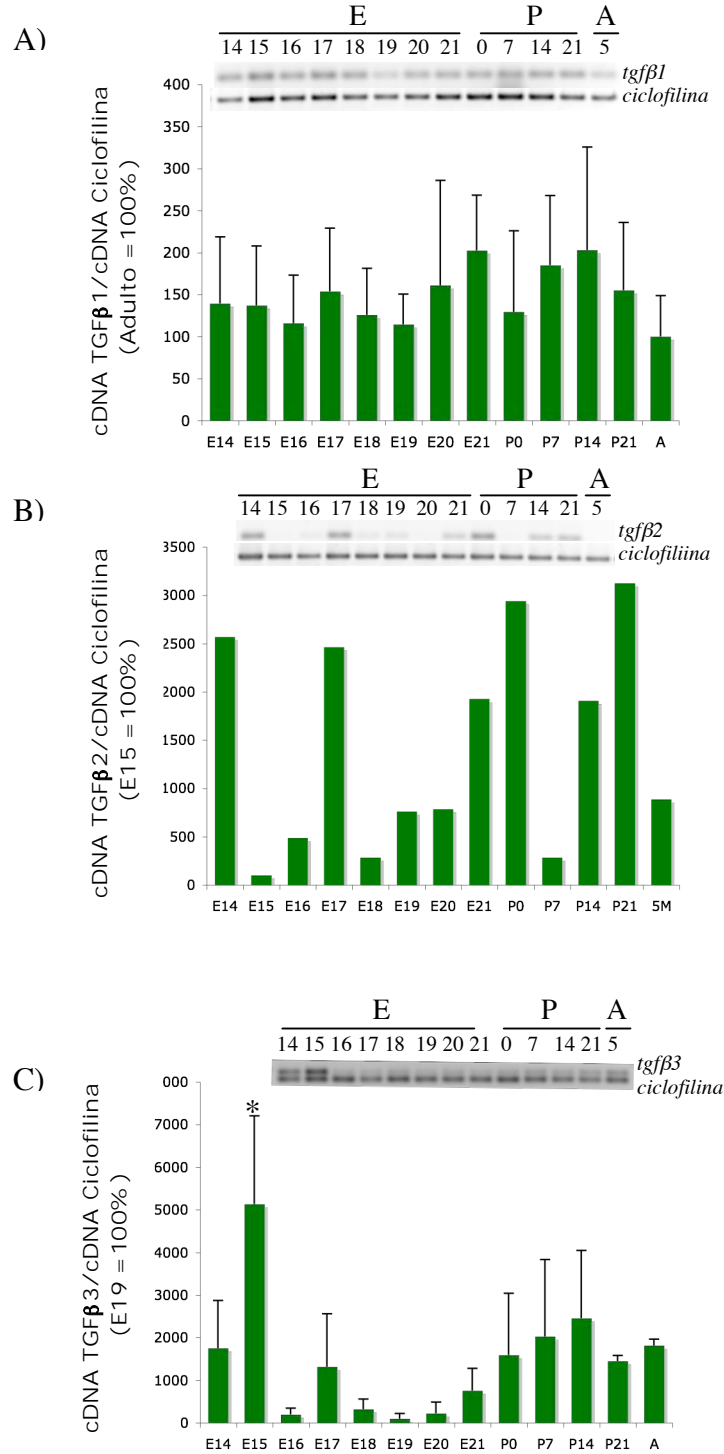 A)
E P A
14 15 16 17 18 19 20 21 0 7 14 21 5
tgfβ1
ciclofilina
cDNA TGFβ1/cDNA Ciclofilina
(Adulto = 100%)
400
350
300
250
200
150
100
50
0
E14 E15 E16 E17 E18 E19 E20 E21 P0 P7 P14 P21 A
B)
E P A
14 15 16 17 18 19 20 21 0 7 14 21 5
tgfβ2
ciclofiliina
cDNA TGFβ2/cDNA Ciclofilina
(E15 = 100%)
3500
3000
2500
2000
1500
1000
500
0
E14 E15 E16 E17 E18 E19 E20 E21 P0 P7 P14 P21 5M
C)
E P A
14 15 16 17 18 19 20 21 0 7 14 21 5
tgfβ3
ciclofilina
cDNA TGFβ3/cDNA Ciclofilina
(E19 = 100%)
000
7000
6000
5000
4000
3000
2000
1000
0
*
E14 E15 E16 E17 E18 E19 E20 E21 P0 P7 P14 P21 A